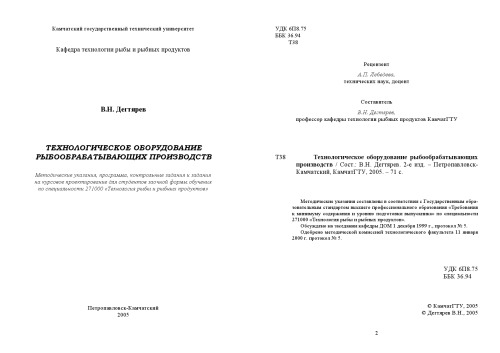 Камчатский государственный технический университет
Кафедра технологии рыбы и рыбных продуктов
В.Н. Дегтярев
ТЕХНОЛОГИЧЕСКОЕ ОБОРУДОВАНИЕ
РЫБООБРАБАТЫВАЮЩИХ ПРОИЗВОДСТВ
Методические указания, программа, контрольные задания и задания
на курсовое проектирование для студентов заочной формы обучения
по специальности 271000 «Технология рыбы и рыбных продуктов»
Петропавловск-Камчатский
2005
УДК 6П8.75
ББК 36.94
Т38
Рецензент
А.П. Лебедева,
технических наук, доцент
Составитель
В.Н. Дегтярев,
профессор кафедры технологии рыбных продуктов КамчатГТУ
Т38 Технологическое оборудование рыбообрабатывающих
производств / Сост.: В.Н. Дегтярев. 2-е изд. – Петропавловск-
Камчатский, КамчатГТУ, 2005. – 71 с.
Методические указания составлены в соответствии с Государственным обра-
зовательным стандартом высшего профессионального образования «Требования
к минимуму содержания и уровню подготовки выпускника» по специальности
271000 «Технология рыбы и рыбных продуктов».
Обсуждено на заседании кафедры ДОМ 1 декабря 1999 г., протокол № 5.
Одобрено методической комиссией технологического факультета 11 января
2000 г. протокол № 5.
УДК 6П8.75
ББК 36.94
© КамчатГТУ, 2005
© Дегтярев В.Н., 2005
2